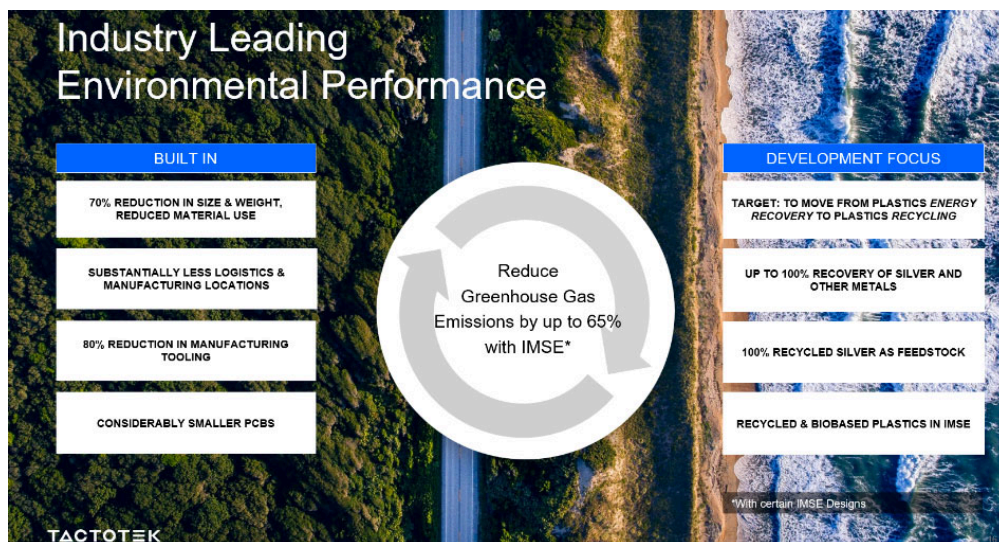 Industry Leading
Environmental Performance
BUILT IN
70% REDUCTION IN SIZE & WEIGHT,
REDUCED MATERIAL USE
SUBSTANTIALLY LESS LOGISTICS &
MANUFACTURING LOCATIONS
80% REDUCTION IN MANUFACTURING
TOOLING
CONSIDERABLY SMALLER PCBS
Reduce
Greenhouse Gas
Emissions by up to 65%
with IMSE*
DEVELOPMENT FOCUS
TARGET: TO MOVE FROM PLASTICS ENERGY
RECOVERY TO PLASTICS RECYCLING
UP TO 100% RECOVERY OF SILVER AND
OTHER METALS
100% RECYCLED SILVER AS FEEDSTOCK
RECYCLED & BIOBASED PLASTICS IN IMSE
*With certain IMSE Designs
TACTOTEK